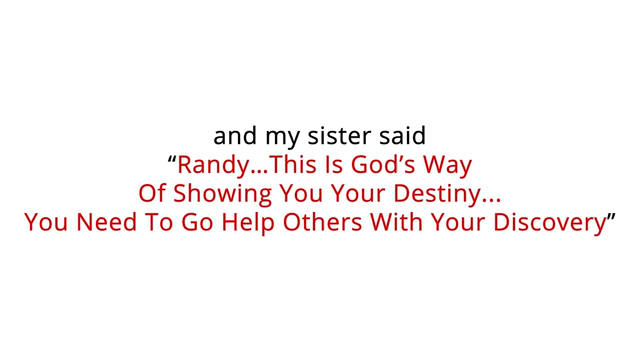 and my sister said
“Randy...This Is God’s Way
Of Showing You Your Destiny...
You Need To Go Help Others With Your Discovery”